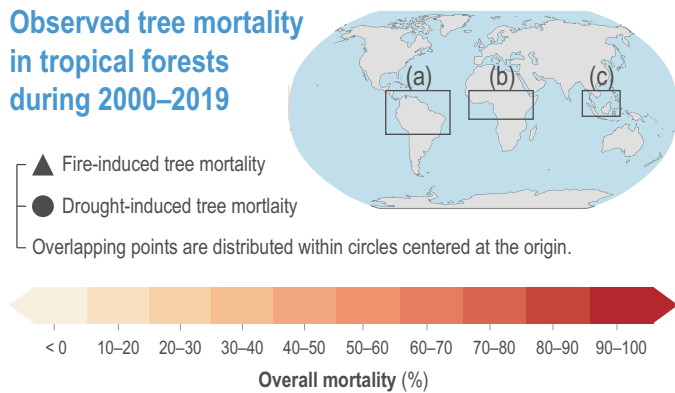 Observed tree mortality
in tropical forests
during 2000–2019
(a) (b) (c)
Fire-induced tree mortality
Drought-induced tree mortlaity
Overlapping points are distributed within circles centered at the origin.
< 0 10–20 20–30 30–40 40–50 50–60 60–70 70–80 80–90 90–100
Overall mortality (%)